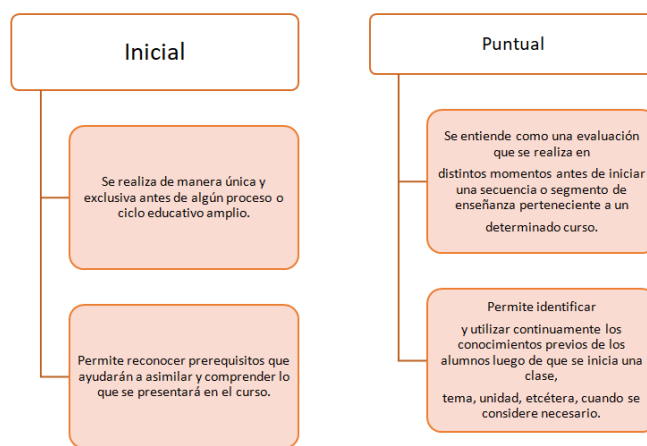 Inicial
Se realiza de manera única y
exclusiva antes de algún proceso o
ciclo educativo amplio.
Permite reconocer prerequisitos que
ayudarán a asimilar y comprender lo
que se presentará en el curso.
Puntual
Se entiende como una evaluación
que se realiza en
distintos momentos antes de iniciar
una secuencia o segmento de
enseñanza perteneciente a un
determinado curso.
Permite identificar
y utilizar continuamente los
conocimientos previos de los
alumnos luego de que se inicia una
clase,
tema, unidad, etcétera, cuando se
considere necesario.